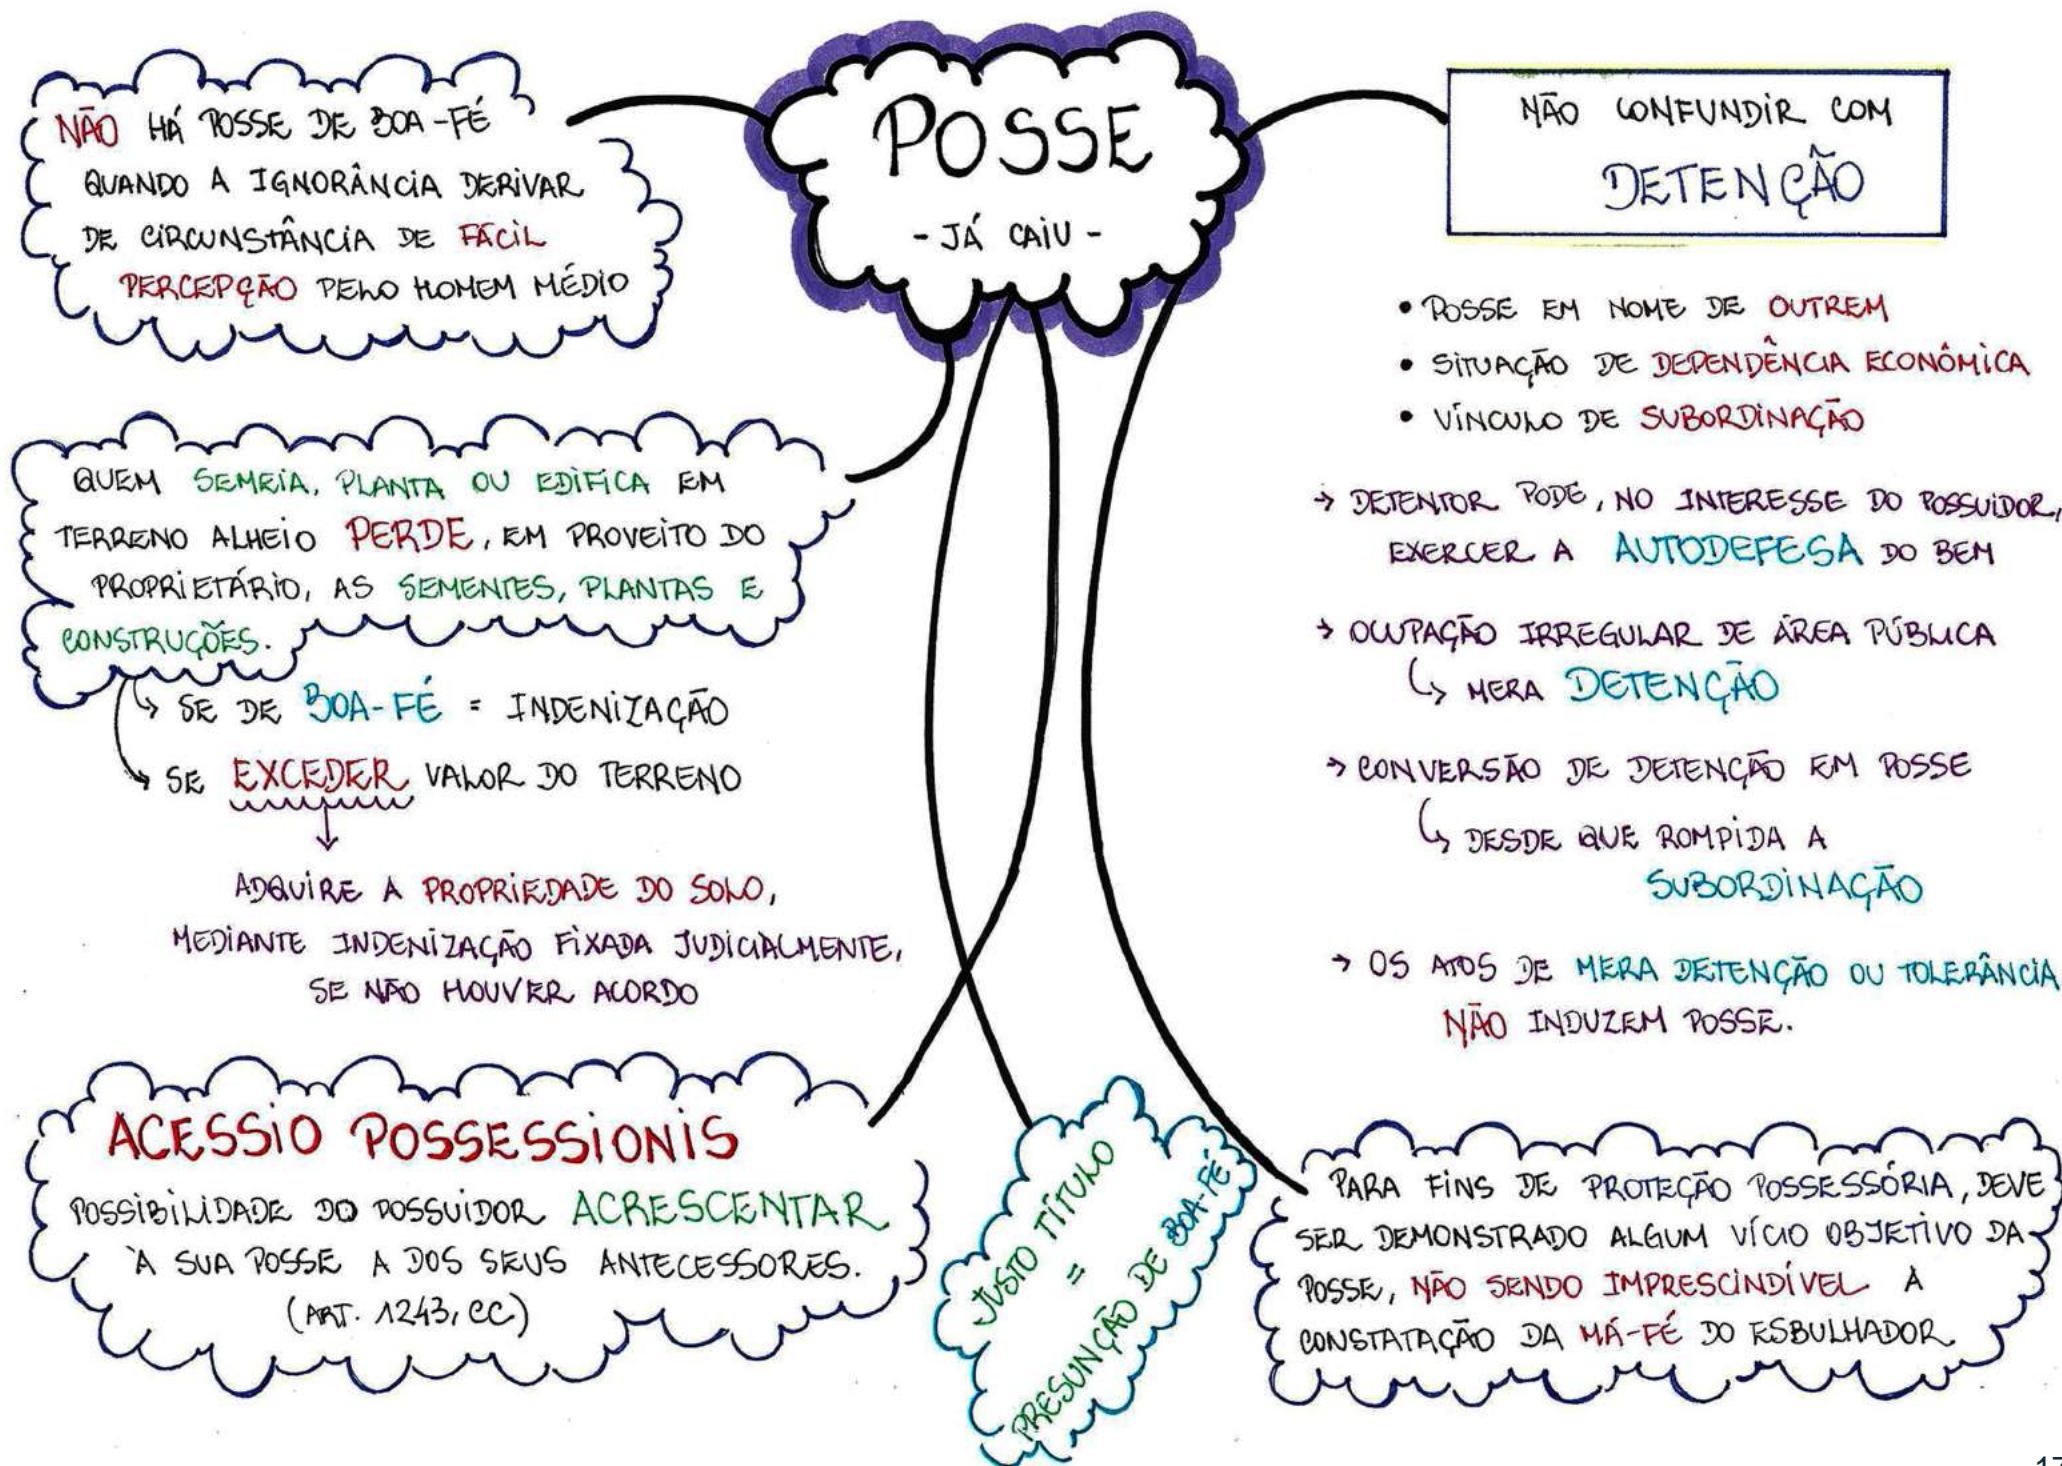 POSSE
- JÁ CAIU -
NÃO HÁ POSSE DE BOA-FÉ
QUANDO A IGNORÂNCIA DERIVAR
DE CIRCUNSTÂNCIA DE FÁCIL
PERCEPÇÃO PELO HOMEM MÉDIO
QUEM SEMEIA, PLANTA OU EDIFICA EM
TERRENO ALHEIO PERDE, EM PROVEITO DO
PROPRIETÁRIO, AS SEMENTES, PLANTAS E
CONSTRUÇÕES.
↳ SE DE BOA-FÉ = INDENIZAÇÃO
↳ SE EXCEDER VALOR DO TERRENO
↓
ADQUIRE A PROPRIEDADE DO SOLO,
MEDIANTE INDENIZAÇÃO FIXADA JUDICIALMENTE,
SE NÃO HOUVER ACORDO
ACESSIO POSSESSIONIS
POSSIBILIDADE DO POSSUIDOR ACRESCENTAR
À SUA POSSE A DOS SEUS ANTECESSORES.
(ART. 1243, CC)
JUSTO TÍTULO
=
PRESUNÇÃO DE BOA-FÉ
NÃO CONFUNDIR COM
DETENÇÃO
• POSSE EM NOME DE OUTREM
• SITUAÇÃO DE DEPENDÊNCIA ECONÔMICA
• VÍNCULO DE SUBORDINAÇÃO
→ DETENTOR PODE, NO INTERESSE DO POSSUIDOR,
EXERCER A AUTODEFESA DO BEM
→ OCUPAÇÃO IRREGULAR DE ÁREA PÚBLICA
↳ MERA DETENÇÃO
→ CONVERSÃO DE DETENÇÃO EM POSSE
↳ DESDE QUE ROMPIDA A
SUBORDINAÇÃO
→ OS ATOS DE MERA DETENÇÃO OU TOLERÂNCIA
NÃO INDUZEM POSSE.
PARA FINS DE PROTEÇÃO POSSESSÓRIA, DEVE
SER DEMONSTRADO ALGUM VÍCIO OBJETIVO DA
POSSE, NÃO SENDO IMPRESCINDÍVEL A
CONSTATAÇÃO DA MÁ-FÉ DO ESBULHADOR